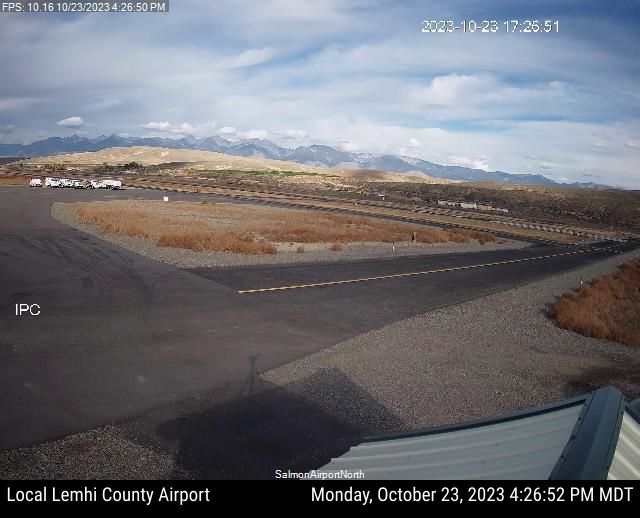 FPS: 10.16 10/23/2023 4:26:50 PM
2023-10-23 17:26:51
IPC
SalmonAirportNorth
Local Lemhi County Airport Monday, October 23, 2023 4:26:52 PM MDT